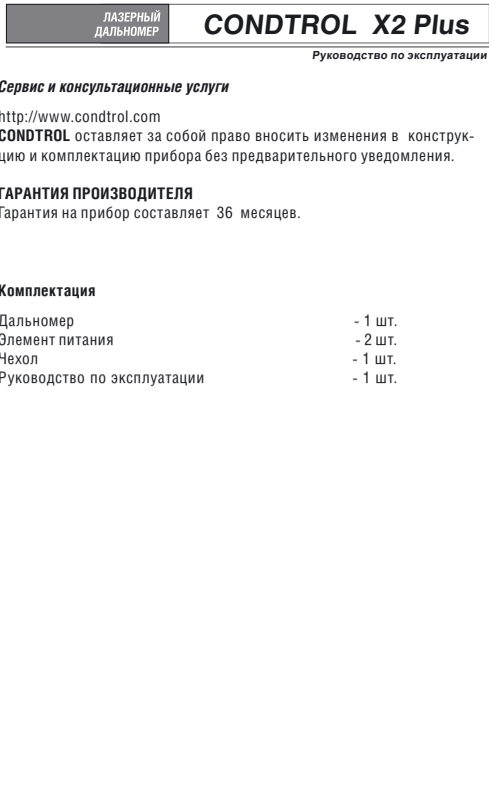 ЛАЗЕРНЫЙ
ДАЛЬНОМЕР
CONDTROL X2 Plus
Руководство по эксплуатации
Сервис и консультационные услуги
http://www.condtrol.com
CONDTROL оставляет за собой право вносить изменения в конструк-
цию и комплектацию прибора без предварительного уведомления.
ГАРАНТИЯ ПРОИЗВОДИТЕЛЯ
Гарантия на прибор составляет 36 месяцев.
Комплектация
Дальномер - 1 шт.
Элемент питания - 2 шт.
Чехол - 1 шт.
Руководство по эксплуатации - 1 шт.